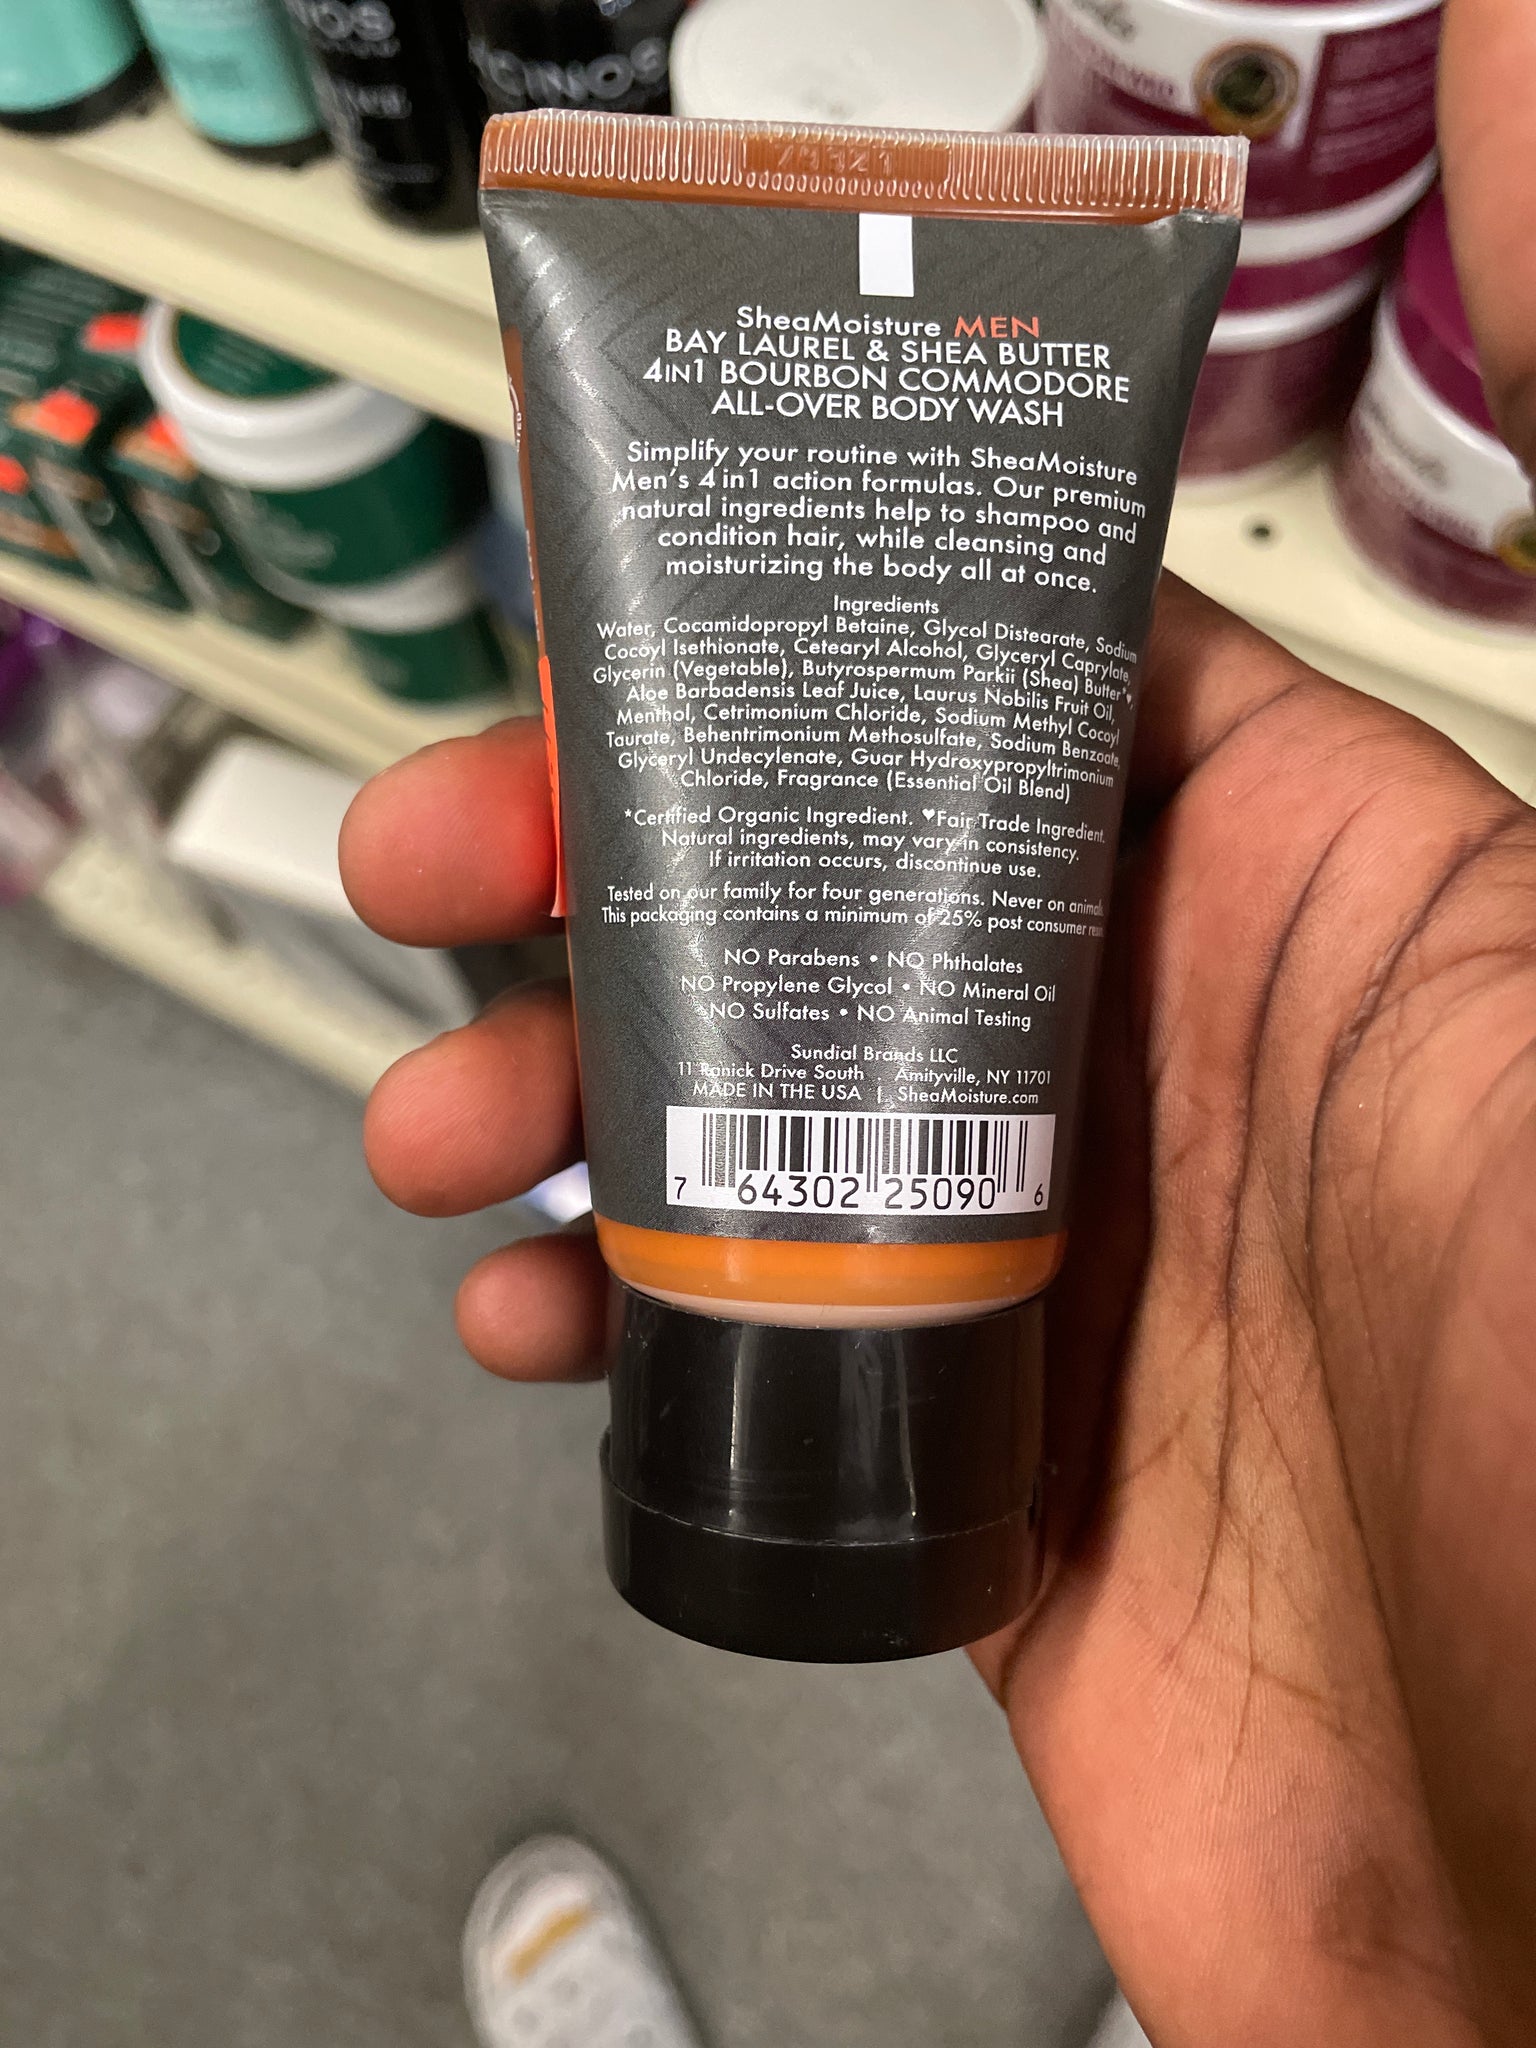 SheaMoisture MEN
BAY LAUREL & SHEA BUTTER
4IN1 BOURBON COMMODORE
ALL-OVER BODY WASH
Simplify your routine with SheaMoisture
Men's 4in1 action formulas. Our premium
natural ingredients help to shampoo and
condition hair, while cleansing and
moisturizing the body all at once.
Ingredients
Water, Cocamidopropyl Betaine, Glycol Distearate, Sodium
Cocoyl Isethionate, Cetearyl Alcohol, Glyceryl Caprylate,
Glycerin (Vegetable), Butyrospermum Parkii (Shea) Butter*♥,
Aloe Barbadensis Leaf Juice, Laurus Nobilis Fruit Oil,
Menthol, Cetrimonium Chloride, Sodium Methyl Cocoyl
Taurate, Behentrimonium Methosulfate, Sodium Benzoate,
Glyceryl Undecylenate, Guar Hydroxypropyltrimonium
Chloride, Fragrance (Essential Oil Blend)
*Certified Organic Ingredient. ♥Fair Trade Ingredient.
Natural ingredients, may vary in consistency.
If irritation occurs, discontinue use.
Tested on our family for four generations. Never on animals
This packaging contains a minimum of 25% post consumer
NO Parabens • NO Phthalates
NO Propylene Glycol • NO Mineral Oil
NO Sulfates • NO Animal Testing
Sundial Brands LLC
11 Ranick Drive South . Amityville, NY 11701
MADE IN THE USA | SheaMoisture.com
7 64302 25090 6